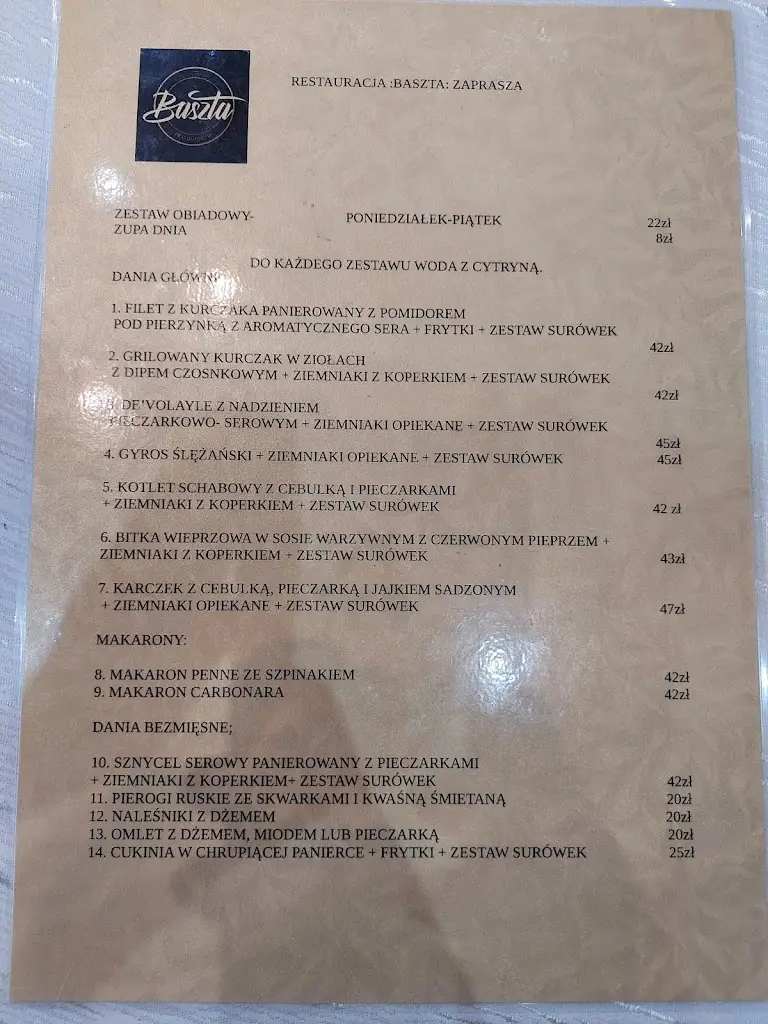 Baszta
RESTAURACJA :BASZTA: ZAPRASZA
ZESTAW OBIADOWY- PONIEDZIAŁEK-PIĄTEK 22zł
ZUPA DNIA 8zł
DO KAŻDEGO ZESTAWU WODA Z CYTRYNĄ.
DANIA GŁÓWNE
1. FILET Z KURCZAKA PANIEROWANY Z POMIDOREM
POD PIERZYNKĄ Z AROMATYCZNEGO SERA + FRYTKI + ZESTAW SURÓWEK
42zł
2. GRILOWANY KURCZAK W ZIOŁACH
Z DIPEM CZOSNKOWYM + ZIEMNIAKI Z KOPERKIEM + ZESTAW SURÓWEK
42zł
3. DE'VOLAYLE Z NADZIENIEM
PIECZARKOWO- SEROWYM + ZIEMNIAKI OPIEKANE + ZESTAW SURÓWEK
45zł
4. GYROS ŚLĘŻAŃSKI + ZIEMNIAKI OPIEKANE + ZESTAW SURÓWEK 45zł
5. KOTLET SCHABOWY Z CEBULKĄ I PIECZARKAMI
+ ZIEMNIAKI Z KOPERKIEM + ZESTAW SURÓWEK 42 zł
6. BITKA WIEPRZOWA W SOSIE WARZYWNYM Z CZERWONYM PIEPRZEM +
ZIEMNIAKI Z KOPERKIEM + ZESTAW SURÓWEK 43zł
7. KARCZEK Z CEBULKĄ, PIECZARKĄ I JAJKIEM SADZONYM
+ ZIEMNIAKI OPIEKANE + ZESTAW SURÓWEK 47zł
MAKARONY:
8. MAKARON PENNE ZE SZPINAKIEM 42zł
9. MAKARON CARBONARA 42zł
DANIA BEZMIĘSNE;
10. SZNYCEL SEROWY PANIEROWANY Z PIECZARKAMI
+ ZIEMNIAKI Z KOPERKIEM+ ZESTAW SURÓWEK 42zł
11. PIEROGI RUSKIE ZE SKWARKAMI I KWAŚNĄ ŚMIETANĄ 20zł
12. NALEŚNIKI Z DŻEMEM 20zł
13. OMLET Z DŻEMEM, MIODEM LUB PIECZARKĄ 20zł
14. CUKINIA W CHRUPIĄCEJ PANIERCE + FRYTKI + ZESTAW SURÓWEK 25zł